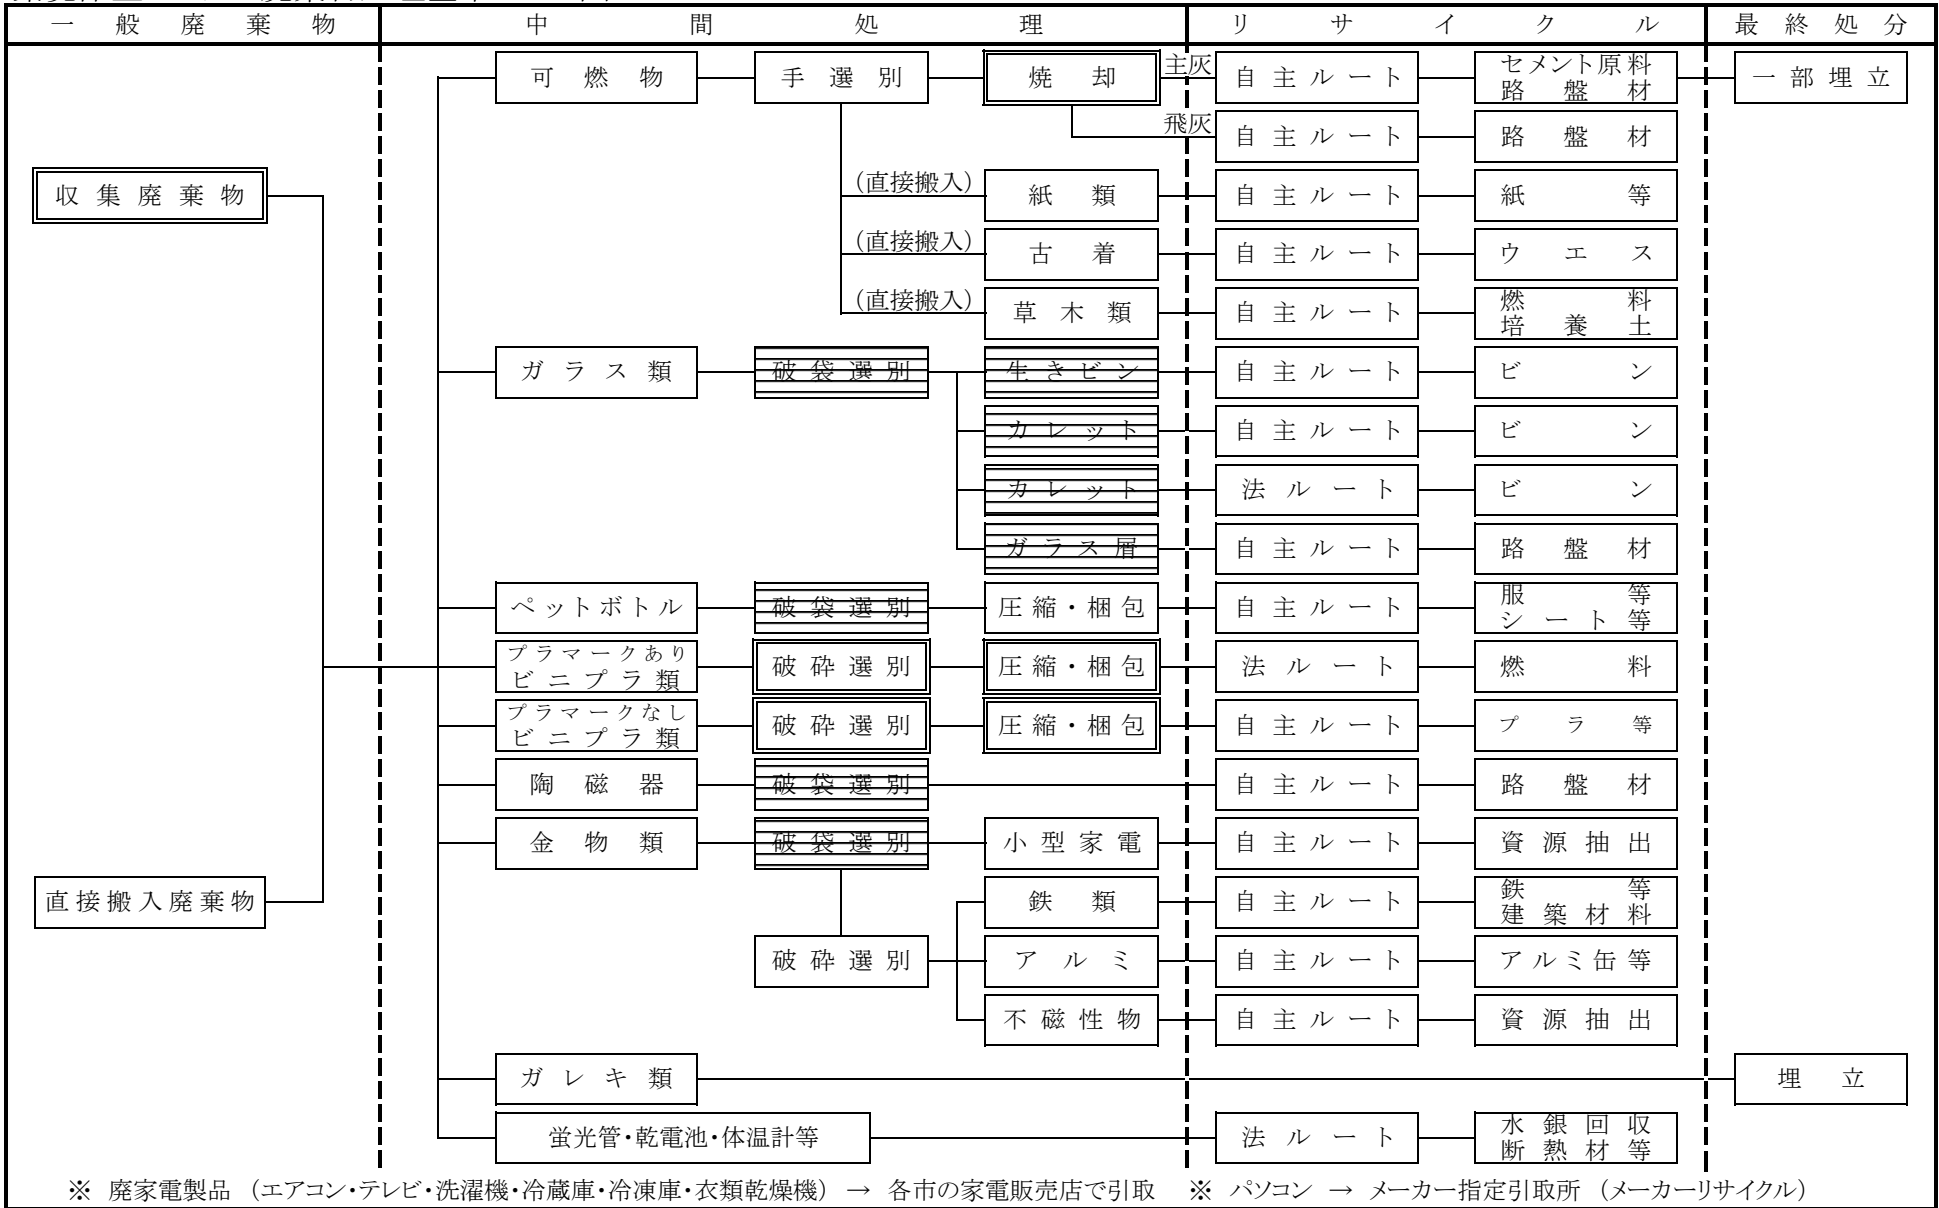 一般廃棄物 中間処理 リサイクル 最終処分
可燃物 手選別 焼却 主灰 自主ルート セメント原料 一部埋立
路盤材
飛灰 自主ルート 路盤材
収集廃棄物 (直接搬入) 紙類 自主ルート 紙等
(直接搬入) 古着 自主ルート ウエス
(直接搬入) 草木類 自主ルート 燃料
培養土
ガラス類 破袋選別 生きビン 自主ルート ビン
カレット 自主ルート ビン
カレット 法ルート ビン
ガラス層 自主ルート 路盤材
ペットボトル 破袋選別 圧縮・梱包 自主ルート 服等
シート等
プラマークあり
ビニプラ類 破砕選別 圧縮・梱包 法ルート 燃料
プラマークなし
ビニプラ類 破砕選別 圧縮・梱包 自主ルート プラ等
陶磁器 破袋選別 自主ルート 路盤材
金物類 破袋選別 小型家電 自主ルート 資源抽出
直接搬入廃棄物 鉄類 自主ルート 鉄等
建築材料
破砕選別 アルミ 自主ルート アルミ缶等
不磁性物 自主ルート 資源抽出
ガレキ類 埋立
蛍光管・乾電池・体温計等 法ルート 水銀回収
断熱材等
※ 廃家電製品 (エアコン・テレビ・洗濯機・冷蔵庫・冷凍庫・衣類乾燥機) → 各市の家電販売店で引取 ※ パソコン → メーカー指定引取所 (メーカーリサイクル)